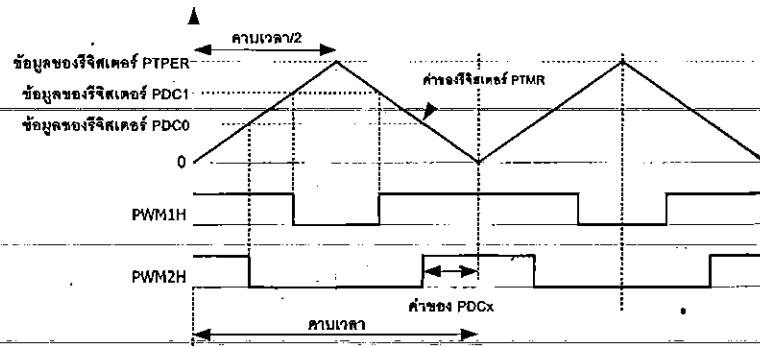 คาบเวลา/2
ข้อมูลของรีจิสเตอร์ PTPER
ข้อมูลของรีจิสเตอร์ PDC1
ค่าของรีจิสเตอร์ PTMR
ข้อมูลของรีจิสเตอร์ PDC0
0
PWM1H
PWM2H
ค่าของ PDCx
คาบเวลา